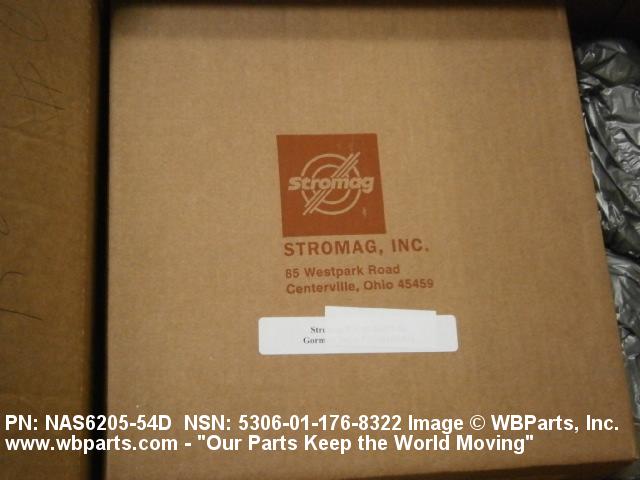 stromag
STROMAG, INC.
85 Westpark Road
Centerville, Ohio 45459
PN: NAS6205-54D NSN: 5306-01-176-8322 Image © WBParts, Inc.
www.wbparts.com - "Our Parts Keep the World Moving"